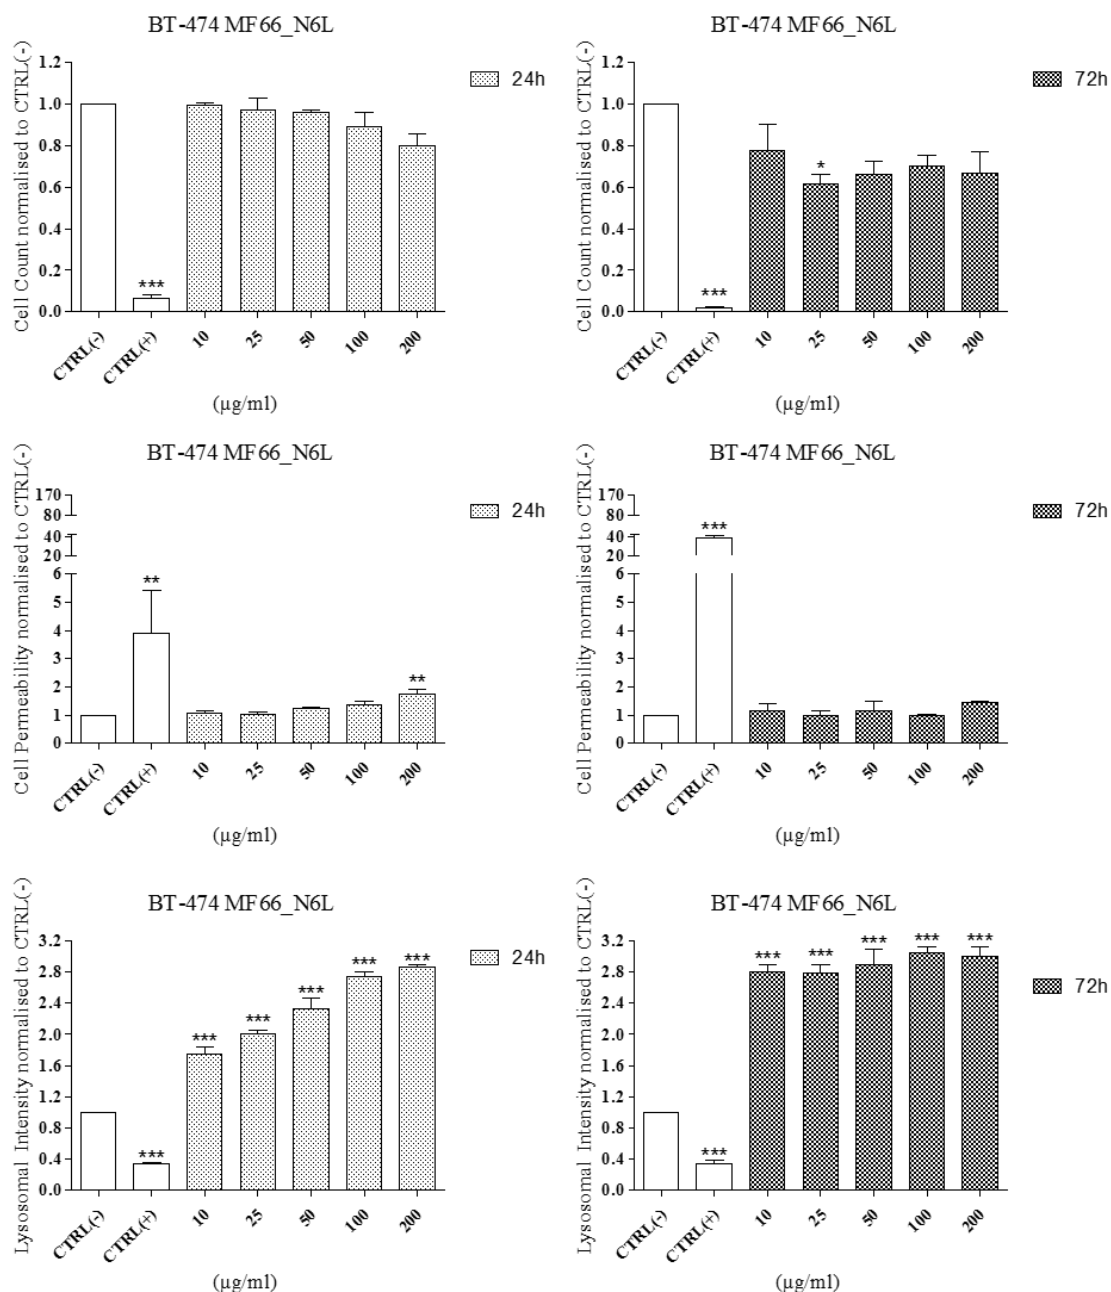 BT-474 MF66_N6L
Cell Count normalised to CTRL(-)
1.2
1.0
0.8
0.6
0.4
0.2
0.0
***
CTRL(-)
CTRL(+)
10
25
50
100
200
(µg/ml)
24h
BT-474 MF66_N6L
Cell Count normalised to CTRL(-)
1.2
1.0
0.8
0.6
0.4
0.2
0.0
***
*
CTRL(-)
CTRL(+)
10
25
50
100
200
(µg/ml)
72h
BT-474 MF66_N6L
Cell Permeability normalised to CTRL(-)
170
80
40
20
6
5
4
3
2
1
0
**
**
CTRL(-)
CTRL(+)
10
25
50
100
200
(µg/ml)
24h
BT-474 MF66_N6L
Cell Permeability normalised to CTRL(-)
170
80
40
20
6
5
4
3
2
1
0
***
CTRL(-)
CTRL(+)
10
25
50
100
200
(µg/ml)
72h
BT-474 MF66_N6L
Lysosomal Intensity normalised to CTRL(-)
3.2
2.8
2.4
2.0
1.6
1.2
0.8
0.4
0.0
***
***
***
***
***
***
CTRL(-)
CTRL(+)
10
25
50
100
200
(µg/ml)
24h
BT-474 MF66_N6L
Lysosomal Intensity normalised to CTRL(-)
3.2
2.8
2.4
2.0
1.6
1.2
0.8
0.4
0.0
***
***
***
***
***
***
CTRL(-)
CTRL(+)
10
25
50
100
200
(µg/ml)
72h